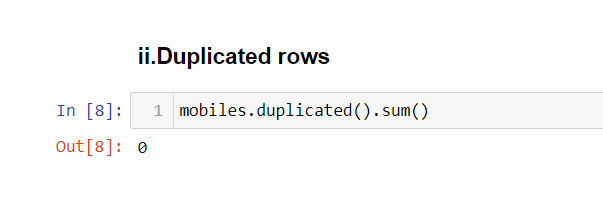 ii.Duplicated rows
In [8]: 1 mobiles.duplicated().sum()
Out[8]: 0